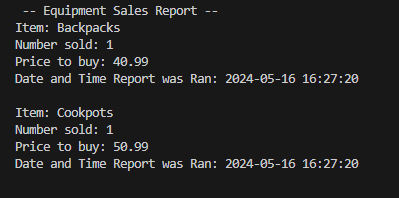 -- Equipment Sales Report --
Item: Backpacks
Number sold: 1
Price to buy: 40.99
Date and Time Report was Ran: 2024-05-16 16:27:20
Item: Cookpots
Number sold: 1
Price to buy: 50.99
Date and Time Report was Ran: 2024-05-16 16:27:20